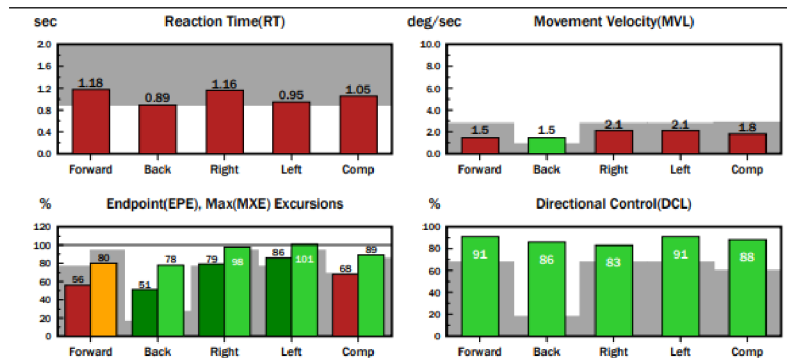 sec Reaction Time(RT)
2.0
1.6
1.2
0.8
0.4
0.0
1.18 0.89 1.16 0.95 1.05
Forward Back Right Left Comp
deg/sec Movement Velocity(MVL)
10.0
8.0
6.0
4.0
2.0
0.0
1.5 1.5 2.1 2.1 1.8
Forward Back Right Left Comp
% Endpoint(EPE), Max(MXE) Excursions
120
100
80
60
40
20
0
56 80 51 78 79 98 86 101 68 89
Forward Back Right Left Comp
% Directional Control(DCL)
100
80
60
40
20
0
91 86 83 91 88
Forward Back Right Left Comp